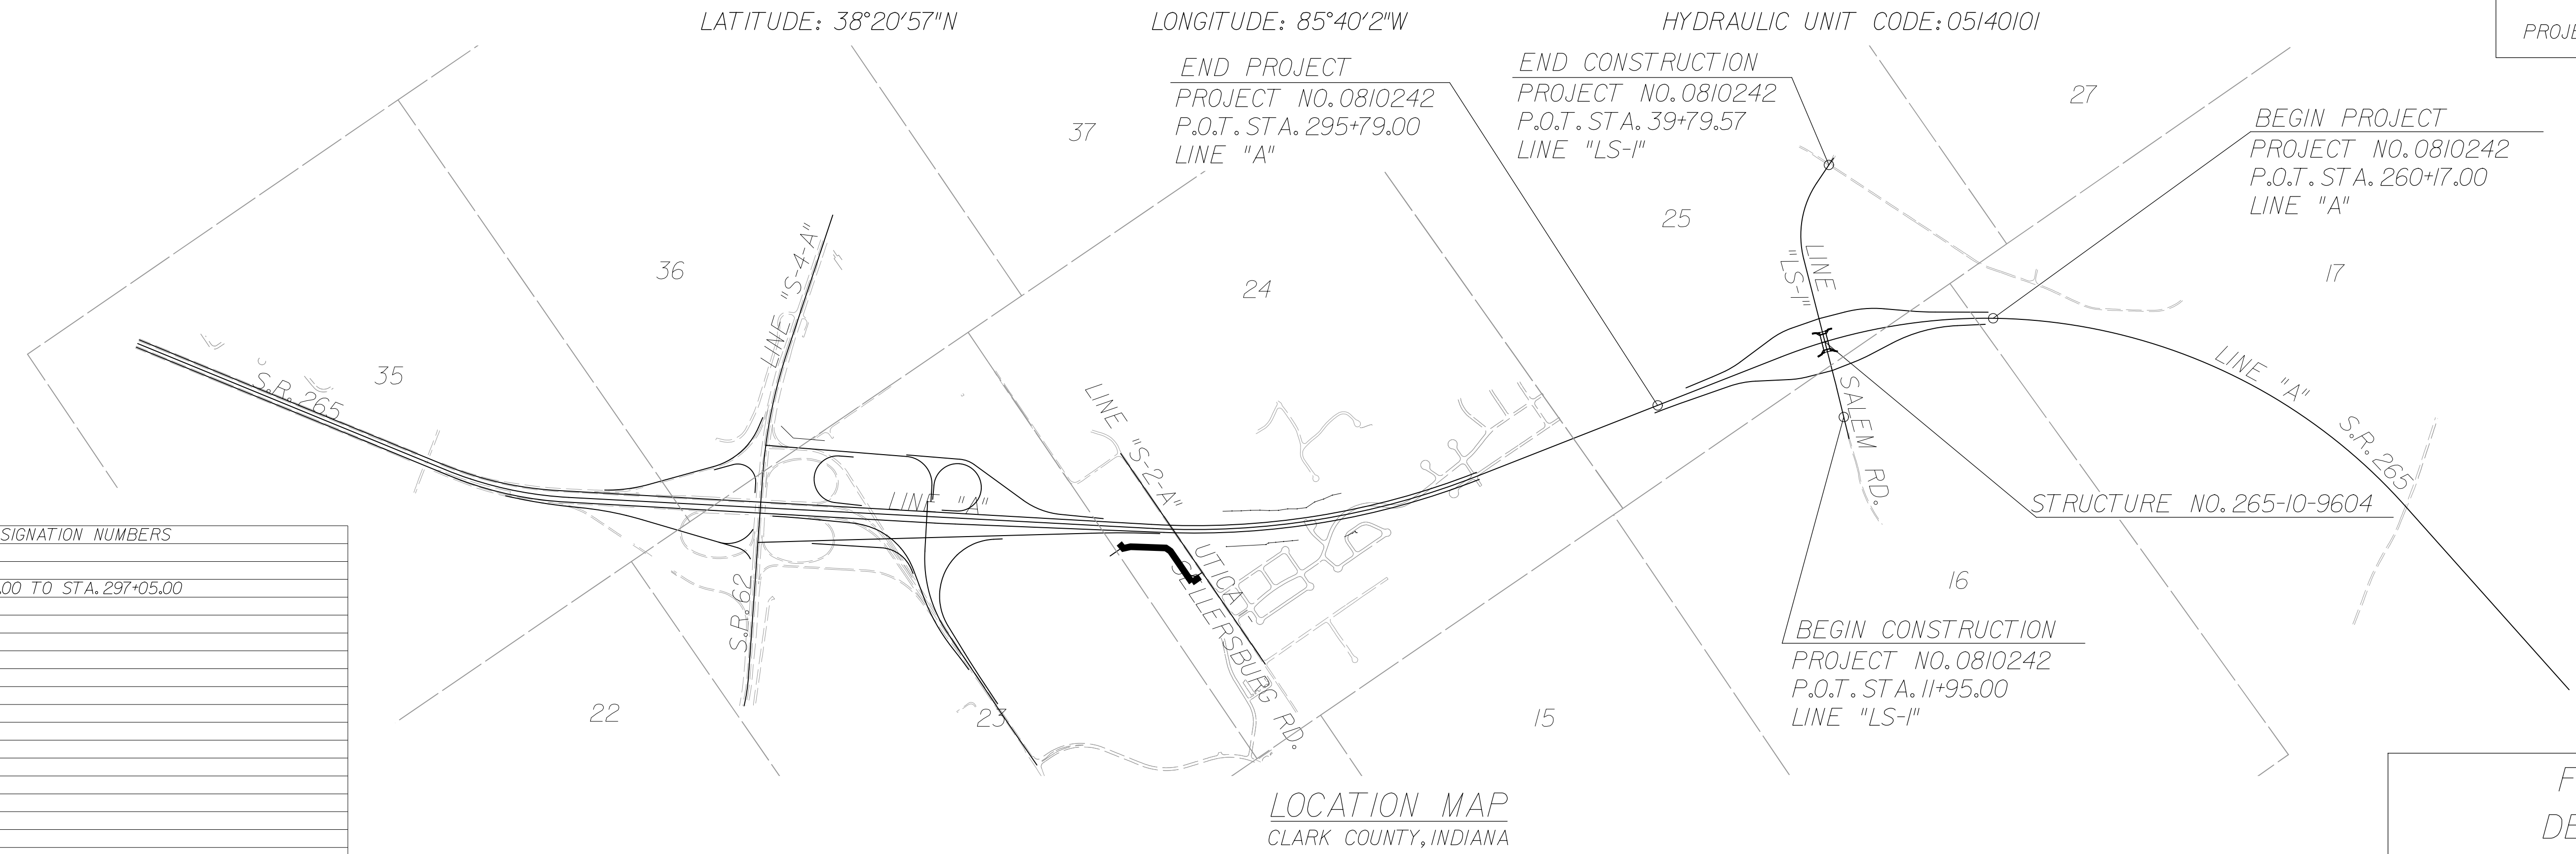 LATITUDE: 38°20'57"N
LONGITUDE: 85°40'2"W
HYDRAULIC UNIT CODE: 05140101
END PROJECT
PROJECT NO. 0810242
P.O.T. STA. 295+79.00
LINE "A"
END CONSTRUCTION
PROJECT NO. 0810242
P.O.T. STA. 39+79.57
LINE "LS-1"
BEGIN PROJECT
PROJECT NO. 0810242
P.O.T. STA. 260+17.00
LINE "A"
37
27
25
17
36
24
35
LINE "S-4-A"
S.R. 265
LINE "LS-1"
LINE "A"
S.R. 265
LINE "S-2-A"
LINE "A"
SALEM RD.
STRUCTURE NO. 265-10-9604
UTICA-
SELLERSBURG RD.
S.R. 62
16
BEGIN CONSTRUCTION
PROJECT NO. 0810242
P.O.T. STA. 11+95.00
LINE "LS-1"
22
23
15
SIGNATION NUMBERS
.00 TO STA. 297+05.00
LOCATION MAP
CLARK COUNTY, INDIANA